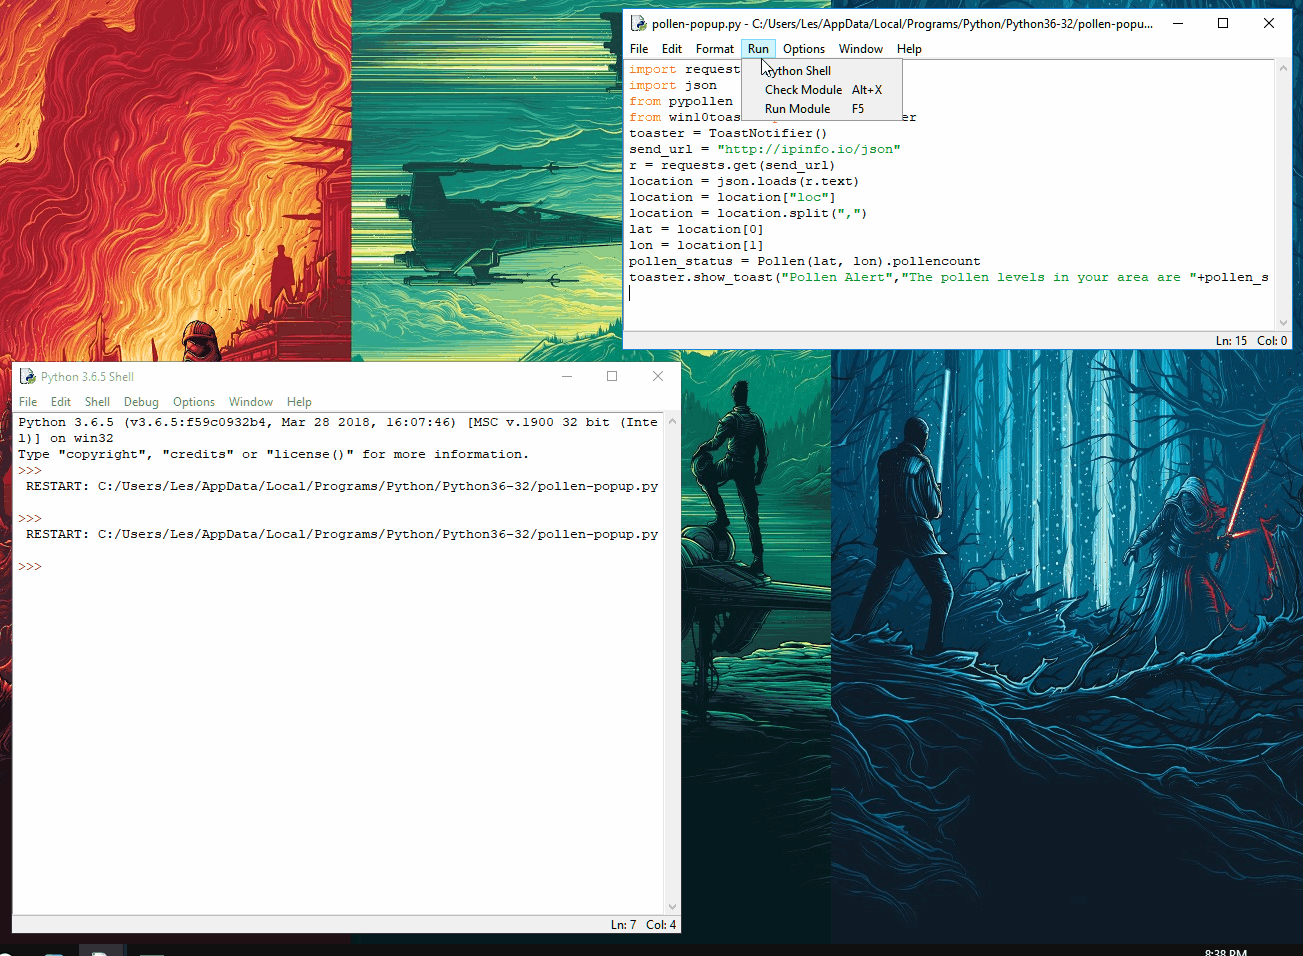 pollen-popup.py - C:/Users/Les/AppData/Local/Programs/Python/Python36-32/pollen-popu...
File Edit Format Run Options Window Help
Python Shell
Check Module Alt+X
Run Module F5
import request
import json
from pypollen
from win10toas er
toaster = ToastNotifier()
send_url = "http://ipinfo.io/json"
r = requests.get(send_url)
location = json.loads(r.text)
location = location["loc"]
location = location.split(",")
lat = location[0]
lon = location[1]
pollen_status = Pollen(lat, lon).pollencount
toaster.show_toast("Pollen Alert","The pollen levels in your area are "+pollen_s
Ln: 15 Col: 0
Python 3.6.5 Shell
File Edit Shell Debug Options Window Help
Python 3.6.5 (v3.6.5:f59c0932b4, Mar 28 2018, 16:07:46) [MSC v.1900 32 bit (Inte
l)] on win32
Type "copyright", "credits" or "license()" for more information.
>>>
RESTART: C:/Users/Les/AppData/Local/Programs/Python/Python36-32/pollen-popup.py
>>>
RESTART: C:/Users/Les/AppData/Local/Programs/Python/Python36-32/pollen-popup.py
>>>
Ln: 7 Col: 4
8:38 PM